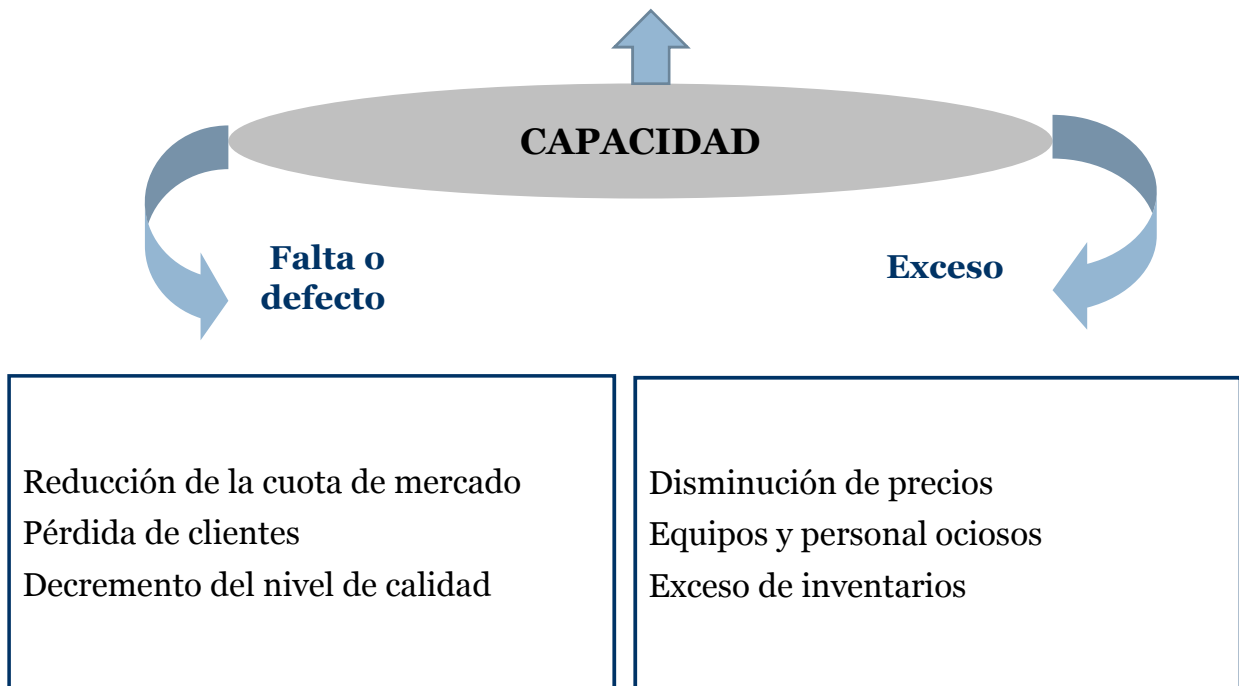 CAPACIDAD
Falta o
defecto
Exceso
Reducción de la cuota de mercado
Pérdida de clientes
Decremento del nivel de calidad
Disminución de precios
Equipos y personal ociosos
Exceso de inventarios